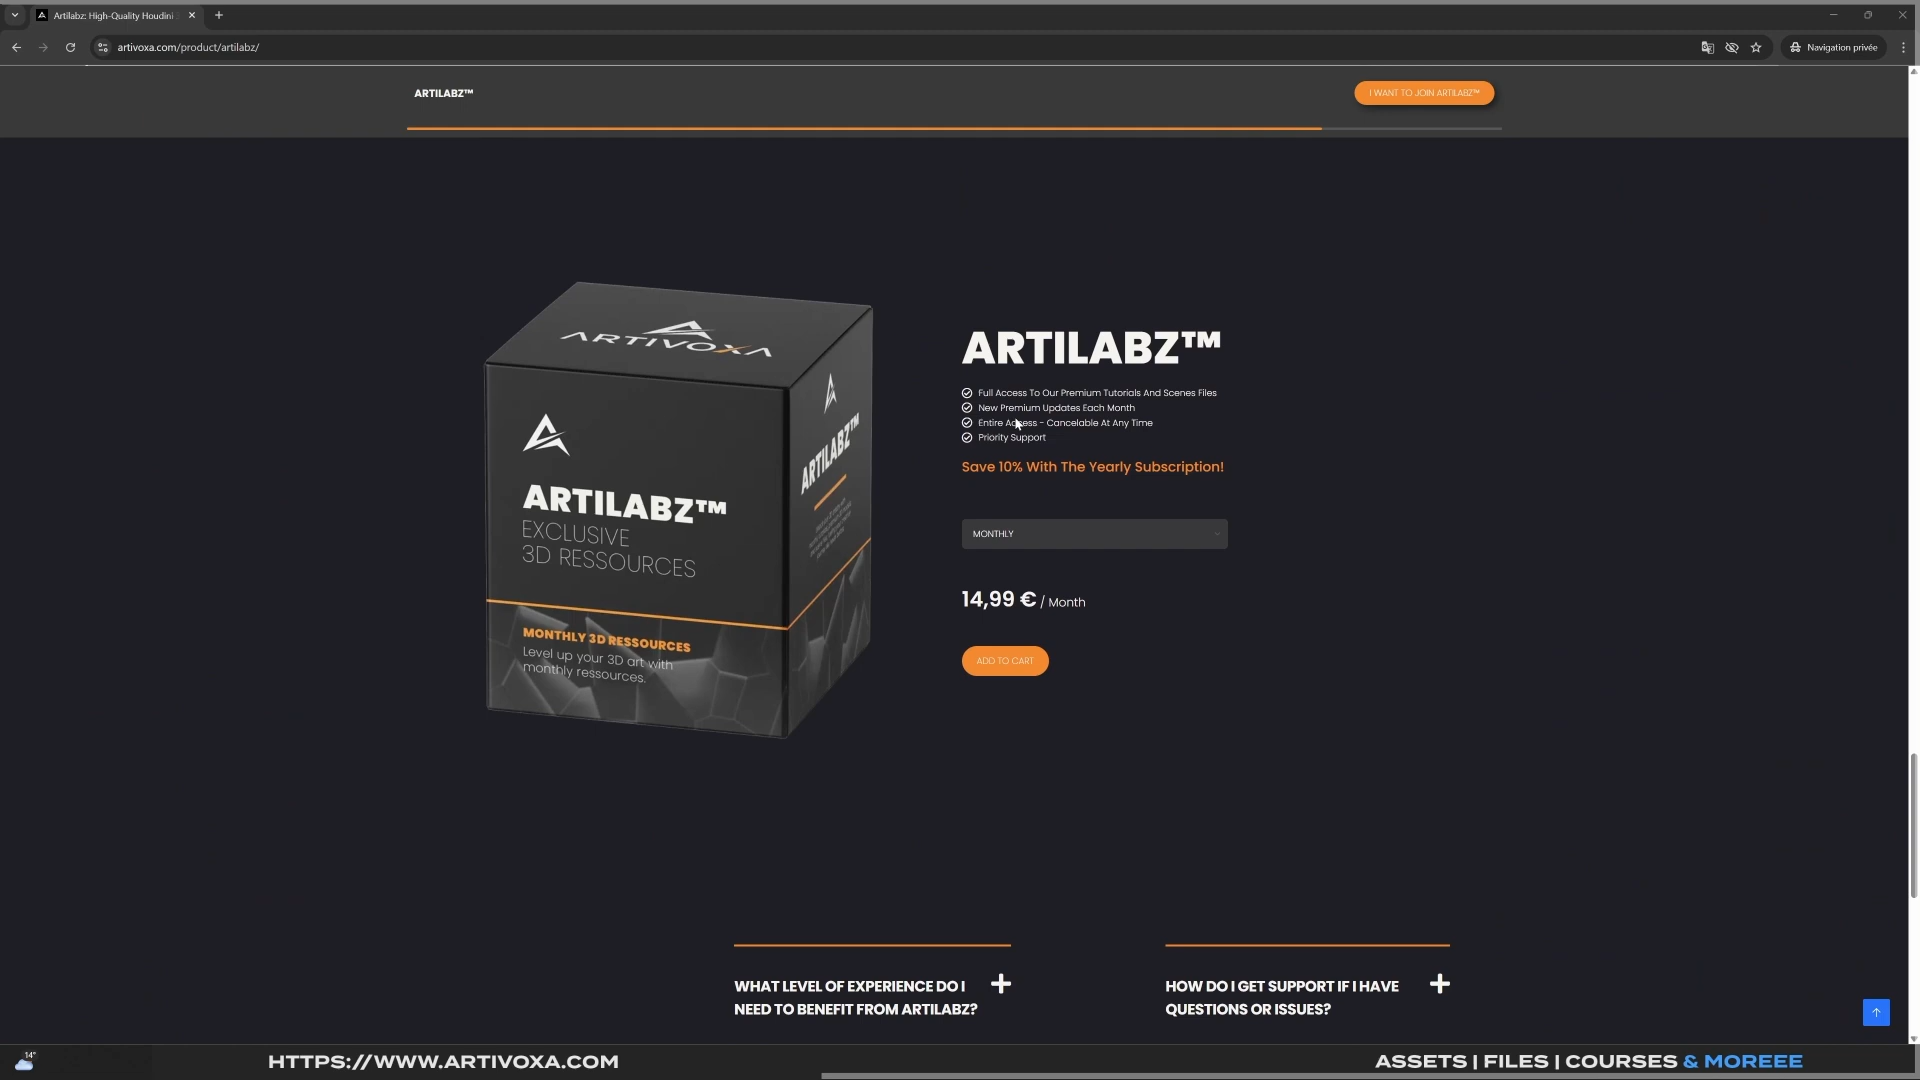 Artilabz: High-Quality Houdini
artivoxa.com/product/artilabz/
Navigation privée
ARTILABZ™
I WANT TO JOIN ARTILABZ™
ARTIVOXA
ARTILABZ™
EXCLUSIVE
3D RESSOURCES
MONTHLY 3D RESSOURCES
Level up your 3D art with
monthly ressources.
ARTILABZ™
ARTILABZ™
Full Access To Our Premium Tutorials And Scenes Files
New Premium Updates Each Month
Entire Access - Cancelable At Any Time
Priority Support
Save 10% With The Yearly Subscription!
MONTHLY
14,99 € / Month
ADD TO CART
WHAT LEVEL OF EXPERIENCE DO I
NEED TO BENEFIT FROM ARTILABZ?
HOW DO I GET SUPPORT IF I HAVE
QUESTIONS OR ISSUES?
14°
HTTPS://WWW.ARTIVOXA.COM
ASSETS | FILES | COURSES & MOREEE